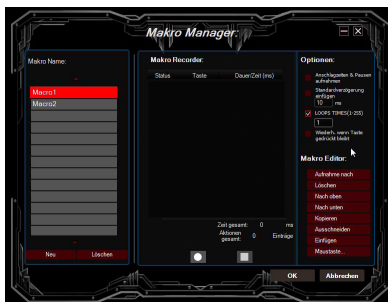 Makro Manager:
Makro Name:
Macro1
Macro2
Neu
Löschen
Makro Recorder:
Status Taste Dauer/Zeit (ms)
Zeit gesamt: 0 ms
Aktionen gesamt: 0 Einträge
Optionen:
Anschlagzeiten & Pausen
aufnehmen
Standardverzögerung
einfügen
10 ms
LOOPS TIMES(1-255)
1
Wiederh. wenn Taste
gedrückt bleibt
Makro Editor:
Aufnahme nach
Löschen
Nach oben
Nach unten
Kopieren
Ausschneiden
Einfügen
Maustaste...
OK
Abbrechen